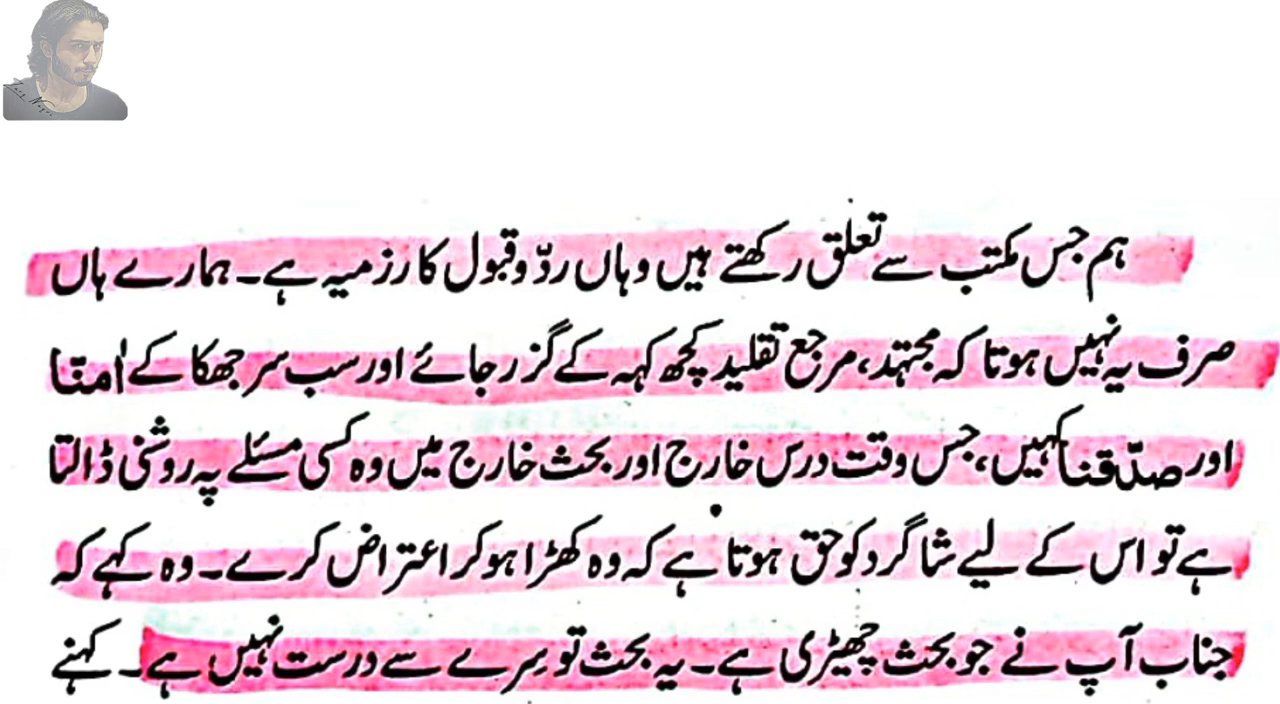 ہم جس مکتب سے تعلق رکھتے ہیں وہاں ردّ وقبول کا رزمیہ ہے۔ ہمارے ہاں
صرف یہ نہیں ہوتا کہ مجتہد، مرجع تقلید کچھ کہہ کے گزر جائے اور سب سر جھکا کے اٰمنّا
اور صدّقنا کہیں، جس وقت درس خارج اور بحث خارج میں وہ کسی مسئلے پہ روشنی ڈالتا
ہے تو اس کے لیے شاگرد کو حق ہوتا ہے کہ وہ کھڑا ہو کر اعتراض کرے۔ وہ کہے کہ
جناب آپ نے جو بحث چھیڑی ہے۔ یہ بحث تو سِرے سے درست نہیں ہے۔ کہنے